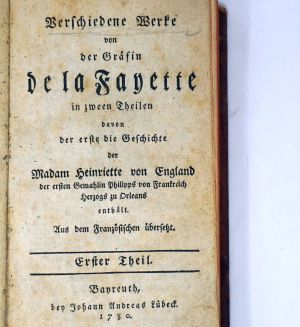 Verschiedene Werke
von
der Gräfin
de la Fayette
in zween Theilen
davon
der erste die Geschichte
der
Madam Heinriette von England
der ersten Gemahlin Philipps von Frankreich
Herzogs zu Orleans
enthält.
Aus dem Französischen übersetzt.
Erster Theil.
Bayreuth,
bey Johann Andreas Lübeck.
1780.